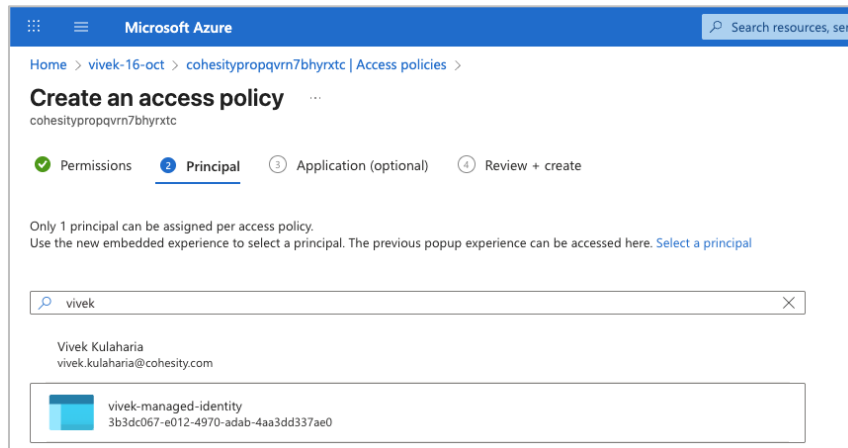 Microsoft Azure
Search resources, ser
Home > vivek-16-oct > cohesitypropqvrn7bhyrxtc | Access policies >
Create an access policy ...
cohesitypropqvrn7bhyrxtc
Permissions 2 Principal 3 Application (optional) 4 Review + create
Only 1 principal can be assigned per access policy.
Use the new embedded experience to select a principal. The previous popup experience can be accessed here. Select a principal
vivek
Vivek Kulaharia
vivek.kulaharia@cohesity.com
vivek-managed-identity
3b3dc067-e012-4970-adab-4aa3dd337ae0